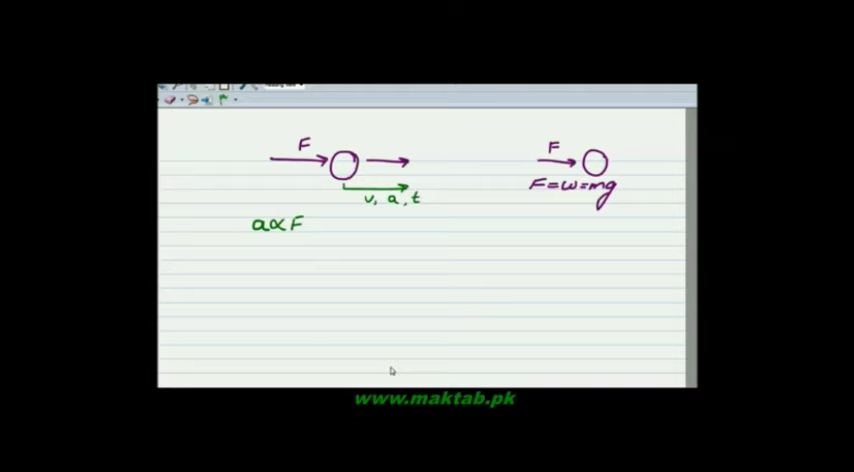 F
F
F=w=mg
v, a, t
a∝F
www.maktab.pk